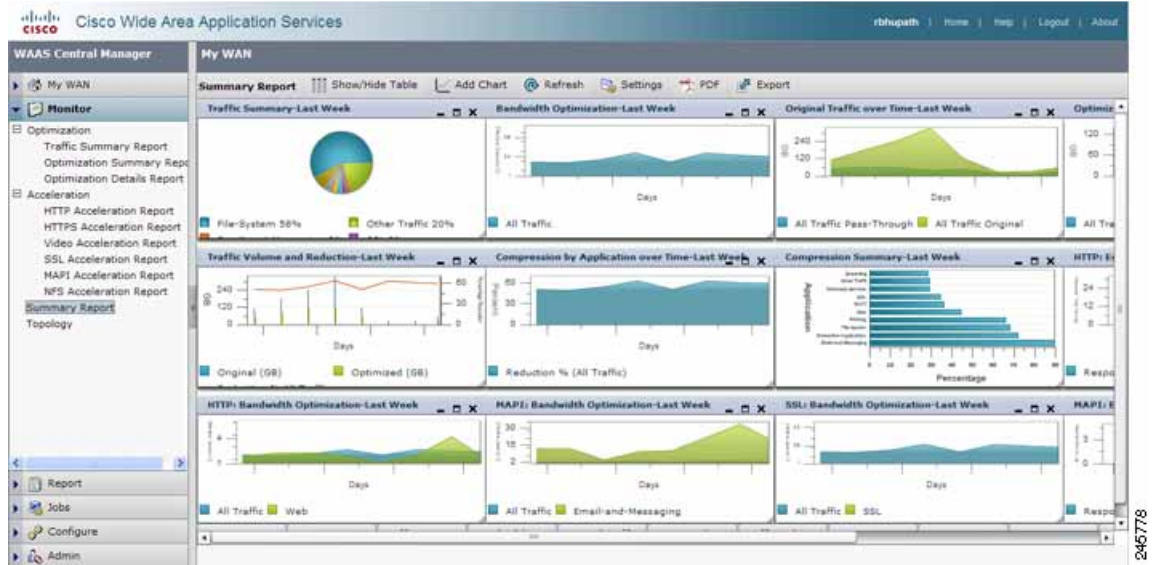 CISCO
Cisco Wide Area Application Services
rbhupath | Home | Help | Logout | About
WAAS Central Manager
My WAN
My WAN
Monitor
Optimization
Traffic Summary Report
Optimization Summary Repo
Optimization Details Report
Acceleration
HTTP Acceleration Report
HTTPS Acceleration Report
Video Acceleration Report
SSL Acceleration Report
MAPI Acceleration Report
NFS Acceleration Report
Summary Report
Topology
Report
Jobs
Configure
Admin
Summary Report Show/Hide Table Add Chart Refresh Settings PDF Export
Traffic Summary-Last Week
File-System 56% Other Traffic 20%
Bandwidth Optimization-Last Week
Days
All Traffic
Original Traffic over Time-Last Week
GB
240
120
0
Days
All Traffic Pass-Through All Traffic Original
Optimiz
GB
120
60
0
All Tra
Traffic Volume and Reduction-Last Week
GB
240
120
0
60
30
0
Days
Original (GB) Optimized (GB)
Compression by Application over Time-Last Week
Percent
0
Days
Reduction % (All Traffic)
Compression Summary-Last Week
Application
Percentage
HTTP: E
24
12
Respo
HTTP: Bandwidth Optimization-Last Week
Days
All Traffic Web
MAPI: Bandwidth Optimization-Last Week
30
15
2
Days
All Traffic Email-and-Messaging
SSL: Bandwidth Optimization-Last Week
Days
All Traffic SSL
MAPI: E
0
Respo
245778